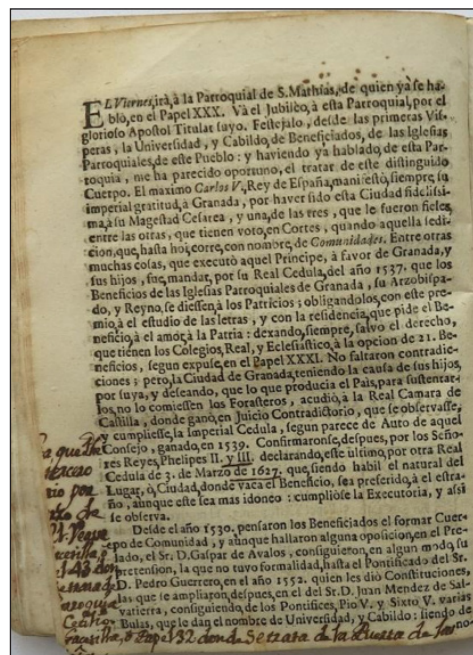 EL Viernes, irà, à la Parroquial de S. Mathias, de quien yà se ha-
blò, en el Papel XXX. Và el Jubileo, à esta Parroquial, por el
glorioso Apostol Titular suyo. Festejalo, desde las primeras Vis-
peras, la Universidad, y Cabildo, de Beneficiados, de las Iglesias
Parroquiales, de este Pueblo: y haviendo yà hablado, de esta Par-
roquia, me ha parecido oportuno, el tratar de este distinguido
Cuerpo. El maximo Carlos V. Rey de España, manifestò, siempre, su
imperial gratitud, à Granada, por haver sido esta Ciudad fidelissi-
ma, à su Magestad Cesarea, y una, de las tres, que le fueron fieles,
entre las otras, que tienen voto, en Cortes, quando aquella sedi-
cion, que, hasta hoi, corre, con nombre, de Comunidades. Entre otras
muchas cosas, que executò aquel Principe, à favor de Granada, y
sus hijos, fue, mandar, por su Real Cedula, del año 1537. que los
Beneficios de las Iglesias Parroquiales de Granada, su Arzobispa-
do, y Reyno, se diessen, à los Patricios; obligandolos, con este pre-
mio, à el estudio de las letras, y con la residencia, que pide el Be-
neficio, à el amor, à la Patria: dexando, siempre, salvo el derecho,
que tienen los Colegios, Real, y Eclesiastico, à la opcion de 21. Be-
neficios, segun expuse, en el Papel XXXI. No faltaron contradic-
ciones; pero, la Ciudad de Granada, teniendo la causa de sus hijos,
por suya, y deseando, que lo que producia el Pais, para sustentar-
los, no lo comiessen los Forasteros, acudiò, à la Real Camara de
Castilla, donde ganò, en Juicio Contradictorio, que se observasse,
y cumpliesse, la Imperial Cedula, segun parece de Auto de aquel
Consejo, ganado, en 1539. Confirmaronse, despues, por los Seño-
res Reyes, Phelipes II. y III. declarando, este ultimo, por otra Real
Cedula de 3. de Marzo de 1627. que, siendo habil el natural del
Lugar, ò Ciudad, donde vaca el Beneficio, sea preferido, à el estra-
ño, aunque este sea mas idoneo: cumpliòse la Executoria, y assi
se observa.
Desde el año 1530. pensaron los Beneficiados el formar Cuer-
po de Comunidad, y aunque hallaron alguna oposicion, en el Pre-
lado, el Sr. D. Gaspar de Avalos, consiguieron, en algun modo, su
pretension, la que no tuvo formalidad, hasta el Pontificado del Sr.
D. Pedro Guerrero, en el año 1552. quien les diò Constituciones,
las que se ampliaron, despues, en el del Sr. D. Juan Mendez de Sal-
vatierra, consiguiendo, de los Pontifices, Pio V. y Sixto V. varias
Bulas, que le dan el nombre de Universidad, y Cabildo: siendo de
no-
rio por
de
Papel 32 donde Se trata de la